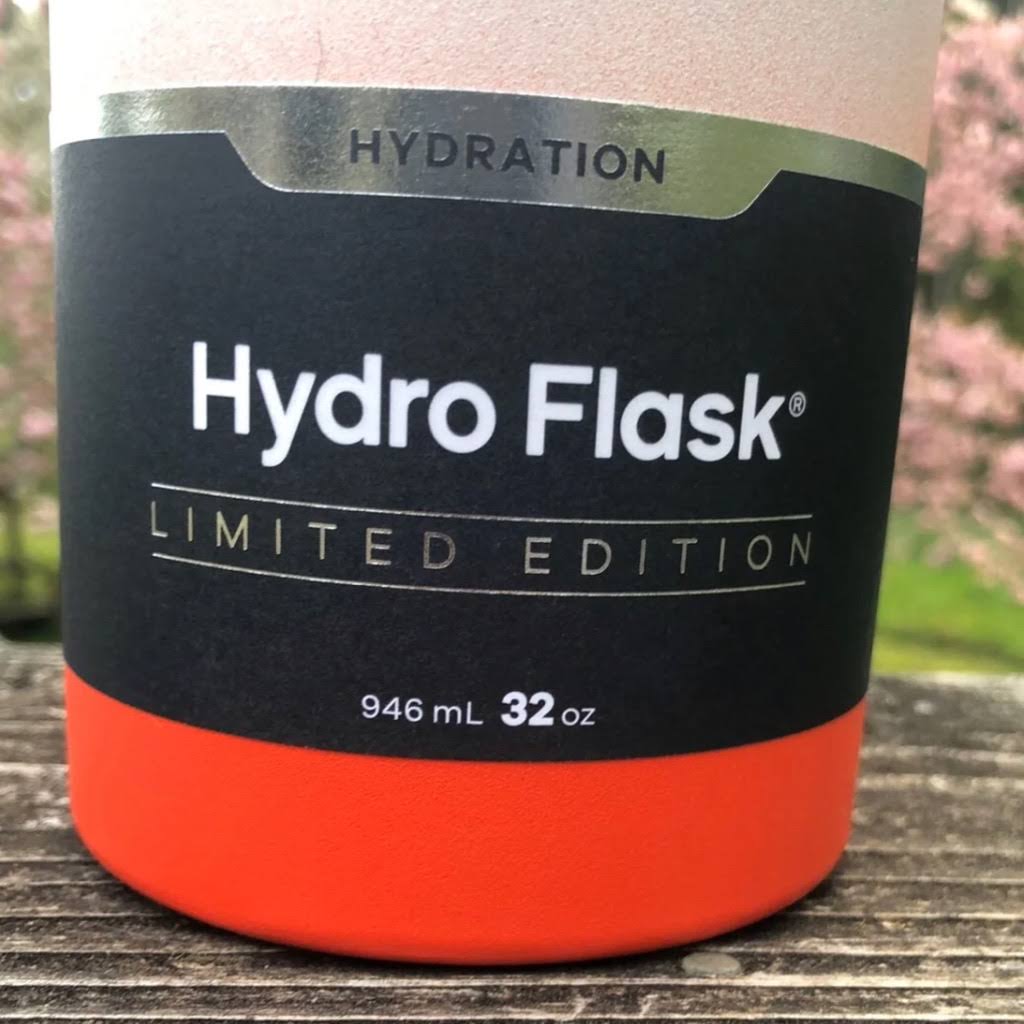 HYDRATION
Hydro Flask®
LIMITED EDITION
946 mL 32 oz